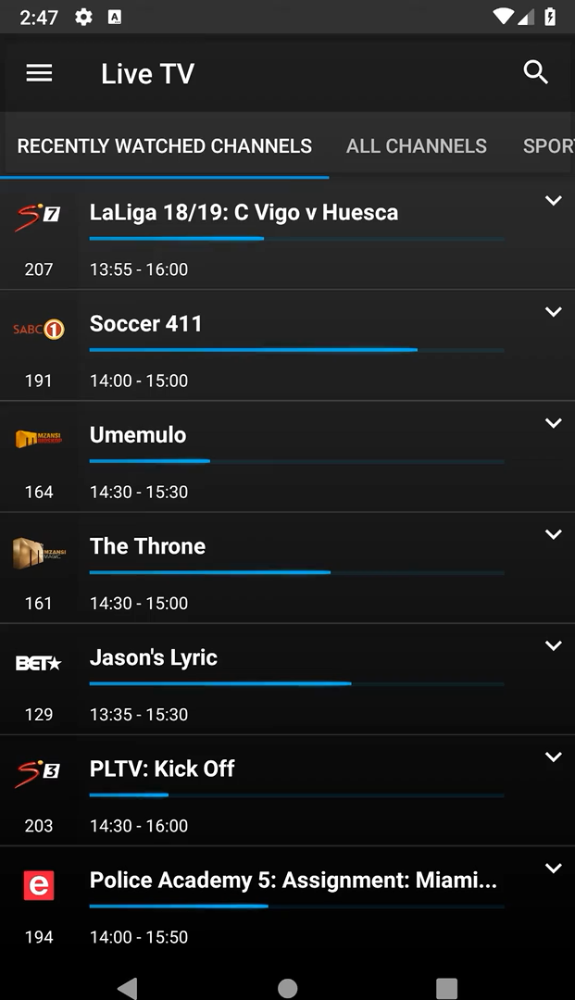 2:47 A
Live TV
RECENTLY WATCHED CHANNELS ALL CHANNELS SPOR
S 7 LaLiga 18/19: C Vigo v Huesca
207 13:55 - 16:00
SABC 1 Soccer 411
191 14:00 - 15:00
MZANSI Umemulo
164 14:30 - 15:30
MZANSI MAGIC The Throne
161 14:30 - 15:00
BET Jason's Lyric
129 13:35 - 15:30
S 3 PLTV: Kick Off
203 14:30 - 16:00
e Police Academy 5: Assignment: Miami...
194 14:00 - 15:50